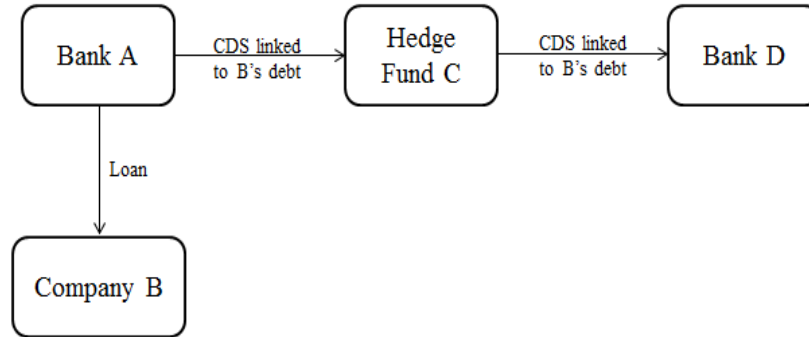 Bank A
CDS linked
to B's debt
Hedge
Fund C
CDS linked
to B's debt
Bank D
Loan
Company B